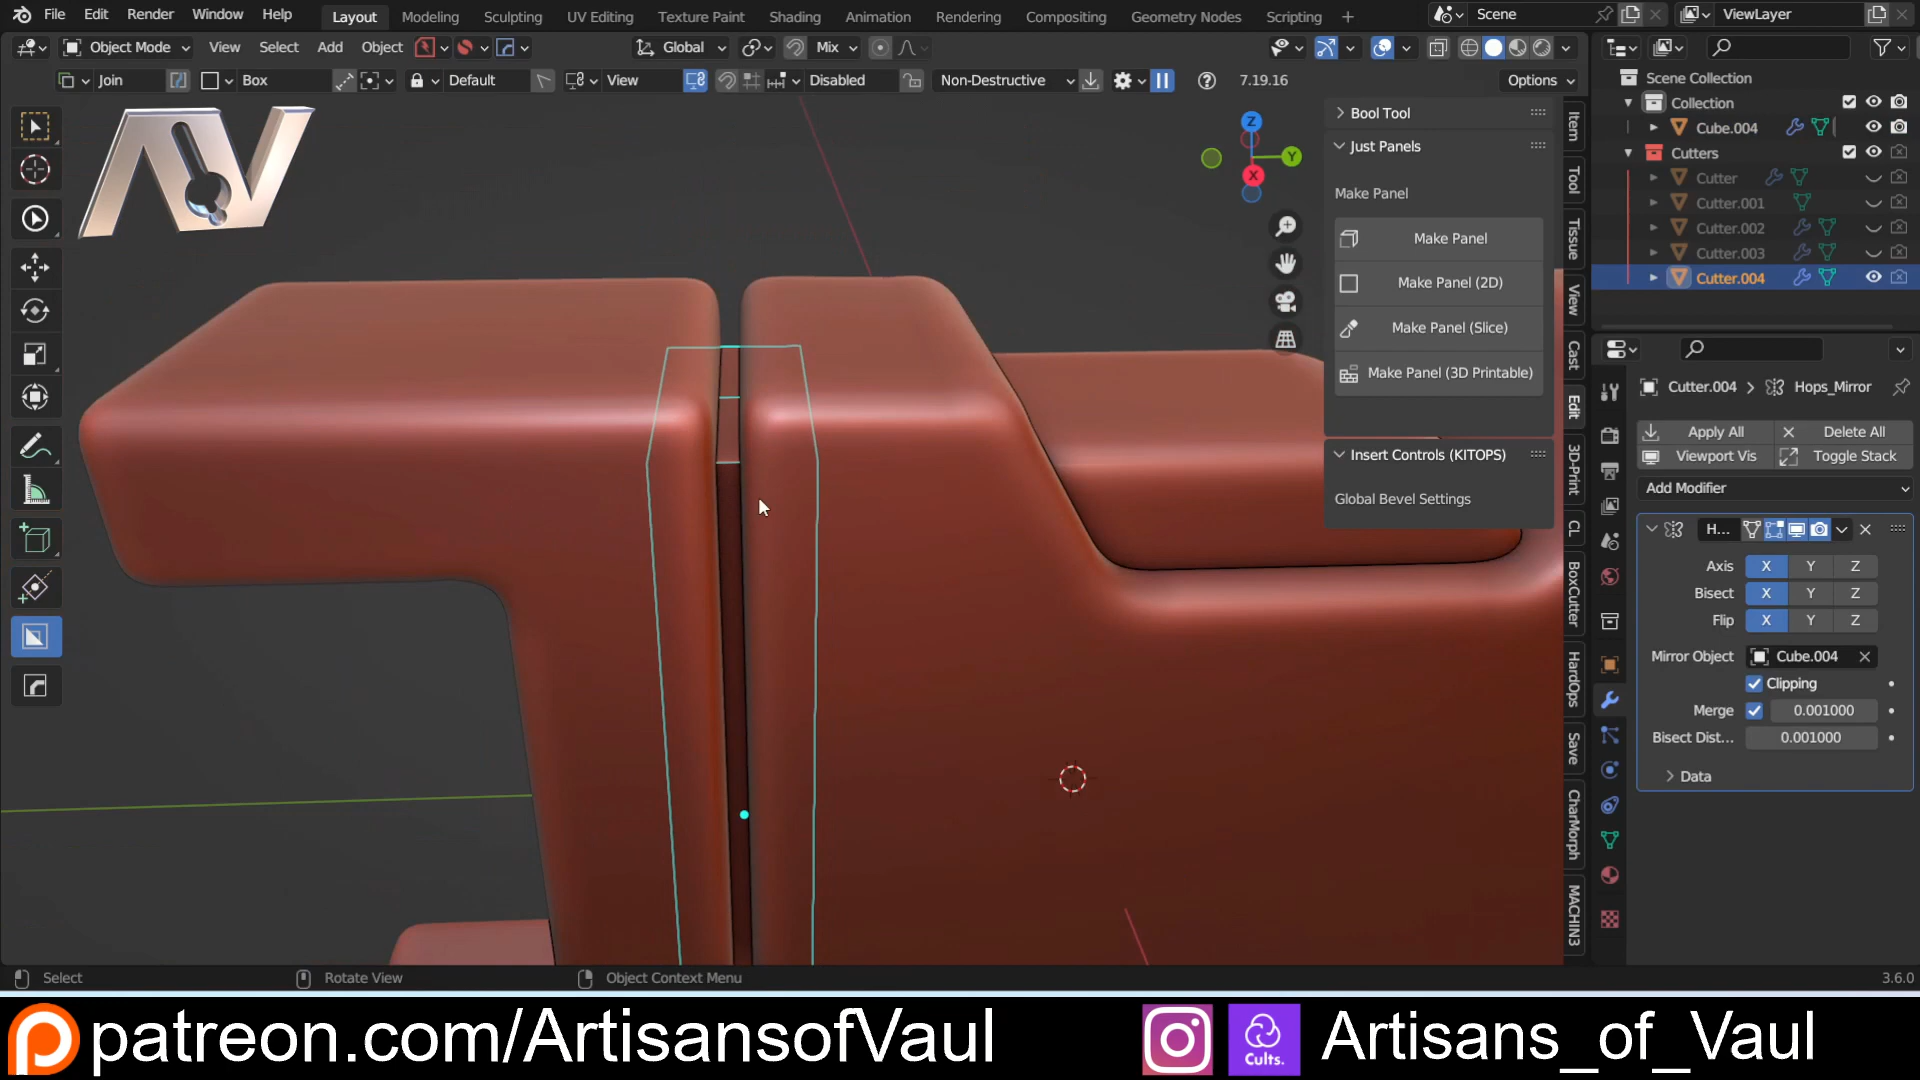 File Edit Render Window Help Layout Modeling Sculpting UV Editing Texture Paint Shading Animation Rendering Compositing Geometry Nodes Scripting + Scene ViewLayer
Object Mode View Select Add Object Global Mix
Join Box Default View Disabled Non-Destructive 7.19.16 Options
AV
Z
Y
X
Bool Tool
Just Panels
Make Panel
Make Panel
Make Panel (2D)
Make Panel (Slice)
Make Panel (3D Printable)
Insert Controls (KITOPS)
Global Bevel Settings
Item
Tool
Tissue
View
Cast
Edit
3D-Print
CL
BoxCutter
HardOps
Save
CharMorph
MACHIN3
Scene Collection
Collection
Cube.004
Cutters
Cutter
Cutter.001
Cutter.002
Cutter.003
Cutter.004
Cutter.004 > Hops_Mirror
Apply All Delete All
Viewport Vis Toggle Stack
Add Modifier
H...
Axis X Y Z
Bisect X Y Z
Flip X Y Z
Mirror Object Cube.004
Clipping
Merge 0.001000
Bisect Dist... 0.001000
Data
Select Rotate View Object Context Menu 3.6.0
patreon.com/ArtisansofVaul Cults. Artisans_of_Vaul